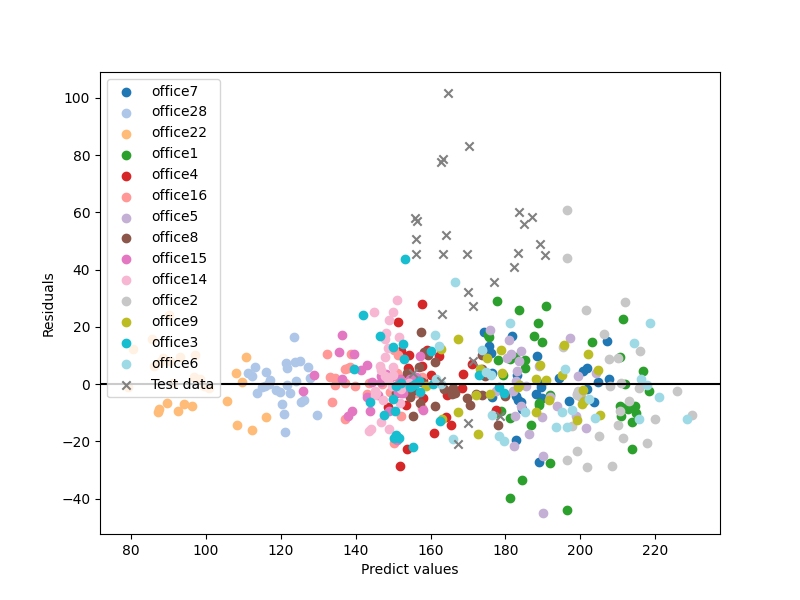 100
80
60
40
20
0
−20
−40
Residuals
office7
office28
office22
office1
office4
office16
office5
office8
office15
office14
office2
office9
office3
office6
Test data
80 100 120 140 160 180 200 220
Predict values